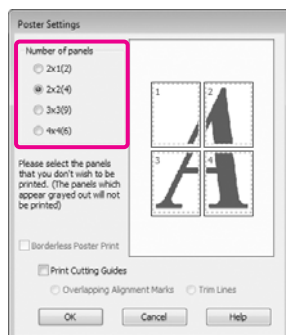 Poster Settings
Number of panels
2x1(2)
2x2(4)
3x3(9)
4x4(6)
1
2
3
4
Please select the panels
that you don't wish to be
printed. (The panels which
appear grayed out will not
be printed)
Borderless Poster Print
Print Cutting Guides
Overlapping Alignment Marks
Trim Lines
OK
Cancel
Help